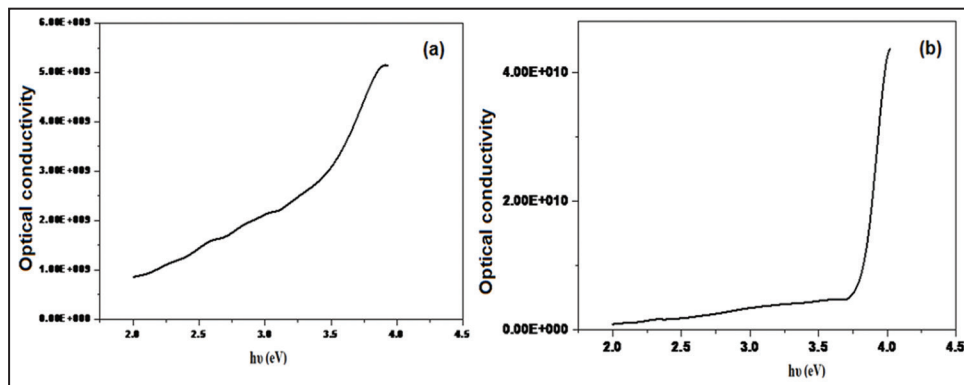 (a)
Optical conductivity
6.00E+009
5.00E+009
4.00E+009
3.00E+009
2.00E+009
1.00E+009
0.00E+000
2.0 2.5 3.0 3.5 4.0 4.5
hυ (eV)
(b)
Optical conductivity
4.00E+010
2.00E+010
0.00E+000
2.0 2.5 3.0 3.5 4.0 4.5
hυ (eV)